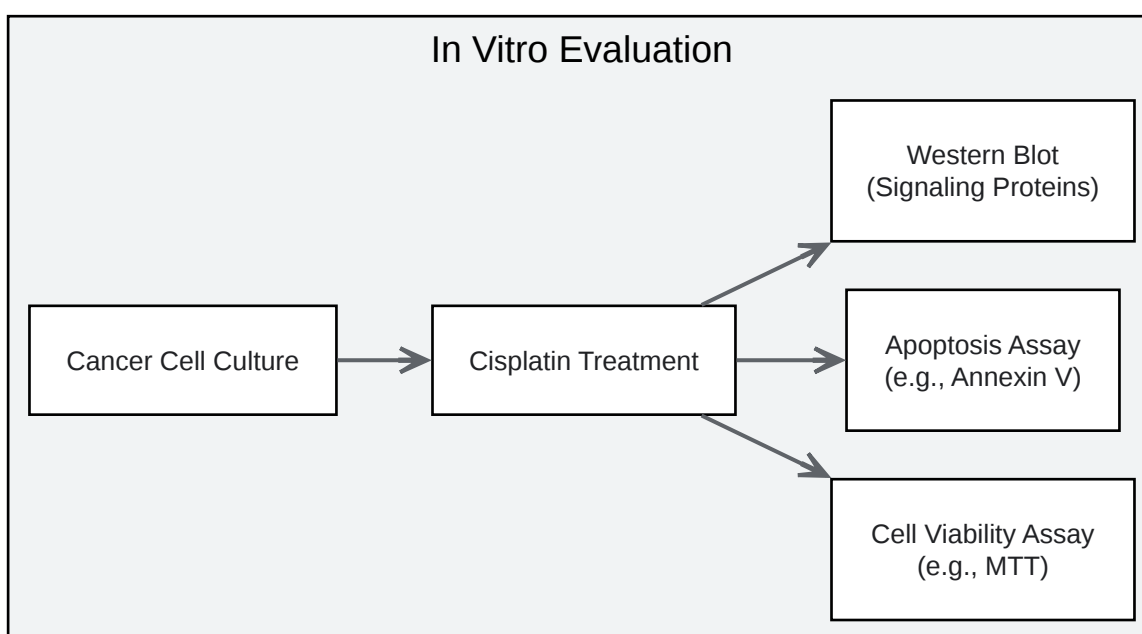 In Vitro Evaluation
Western Blot
(Signaling Proteins)
Cancer Cell Culture
Cisplatin Treatment
Apoptosis Assay
(e.g., Annexin V)
Cell Viability Assay
(e.g., MTT)